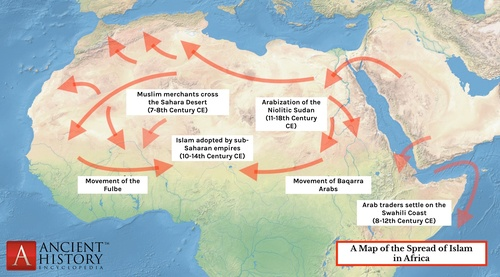 Muslim merchants cross
the Sahara Desert
(7-8th Century CE)
Arabization of the
Niolitic Sudan
(11-18th Century
CE)
Islam adopted by sub-
Saharan empires
(10-14th Century CE)
Movement of the
Fulbe
Movement of Baqarra
Arabs
Arab traders settle on the
Swahili Coast
(8-12th Century CE)
A Map of the Spread of Islam
in Africa
A
ANCIENT™
HISTORY
ENCYCLOPEDIA